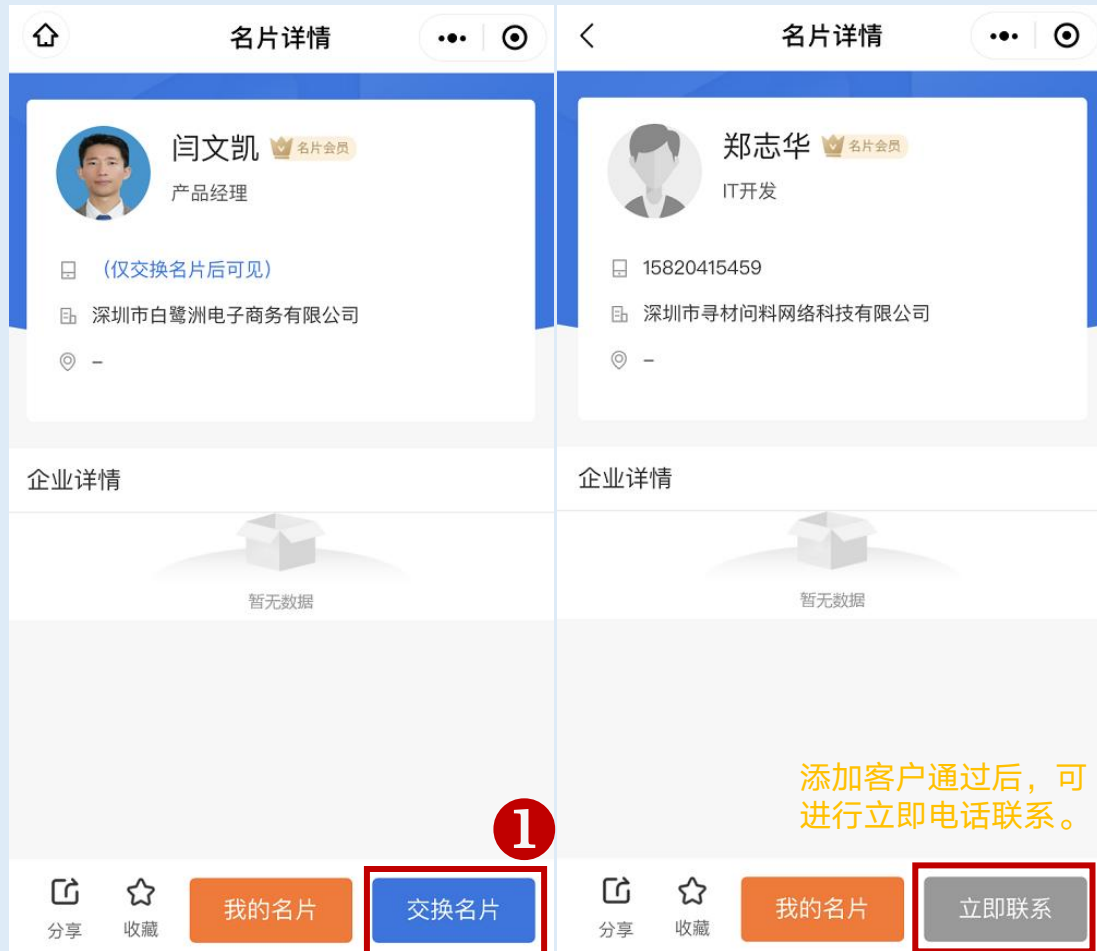 名片详情
闫文凯
名片会员
产品经理
（仅交换名片后可见）
深圳市白鹭洲电子商务有限公司
–
企业详情
暂无数据
1
分享
收藏
我的名片
交换名片
名片详情
郑志华
名片会员
IT开发
15820415459
深圳市寻材问料网络科技有限公司
–
企业详情
暂无数据
添加客户通过后，可
进行立即电话联系。
分享
收藏
我的名片
立即联系